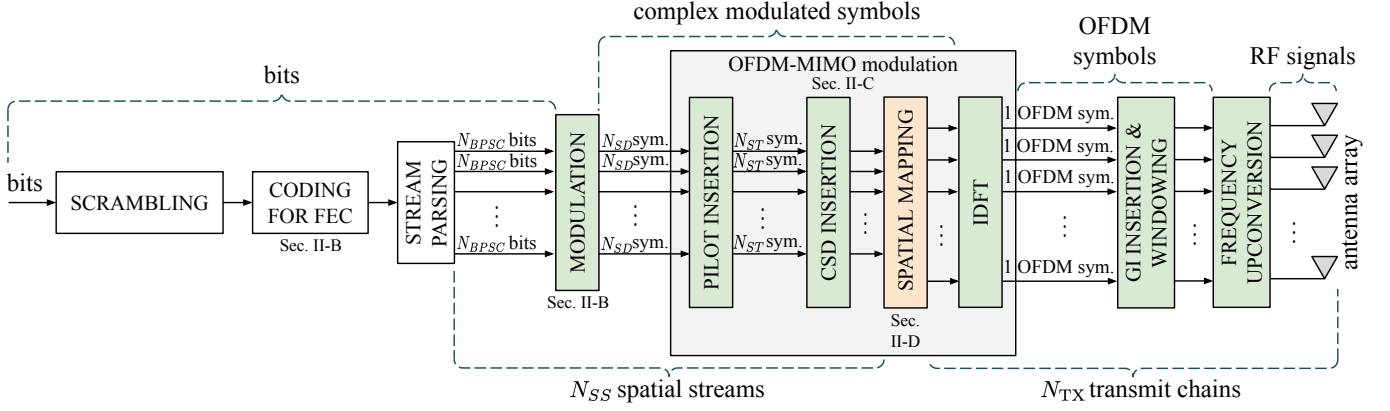 complex modulated symbols
bits
OFDM-MIMO modulation
Sec. II-C
OFDM
symbols
RF signals
bits
SCRAMBLING
CODING
FOR FEC
Sec. II-B
STREAM
PARSING
N_BPSC bits
N_BPSC bits
⋮
N_BPSC bits
MODULATION
Sec. II-B
N_SD sym.
N_SD sym.
⋮
N_SD sym.
PILOT INSERTION
N_ST sym.
N_ST sym.
⋮
N_ST sym.
CSD INSERTION
⋮
SPATIAL MAPPING
Sec.
II-D
⋮
IDFT
1 OFDM sym.
1 OFDM sym.
1 OFDM sym.
⋮
1 OFDM sym.
GI INSERTION &
WINDOWING
⋮
FREQUENCY
UPCONVERSION
⋮
antenna array
N_SS spatial streams
N_TX transmit chains